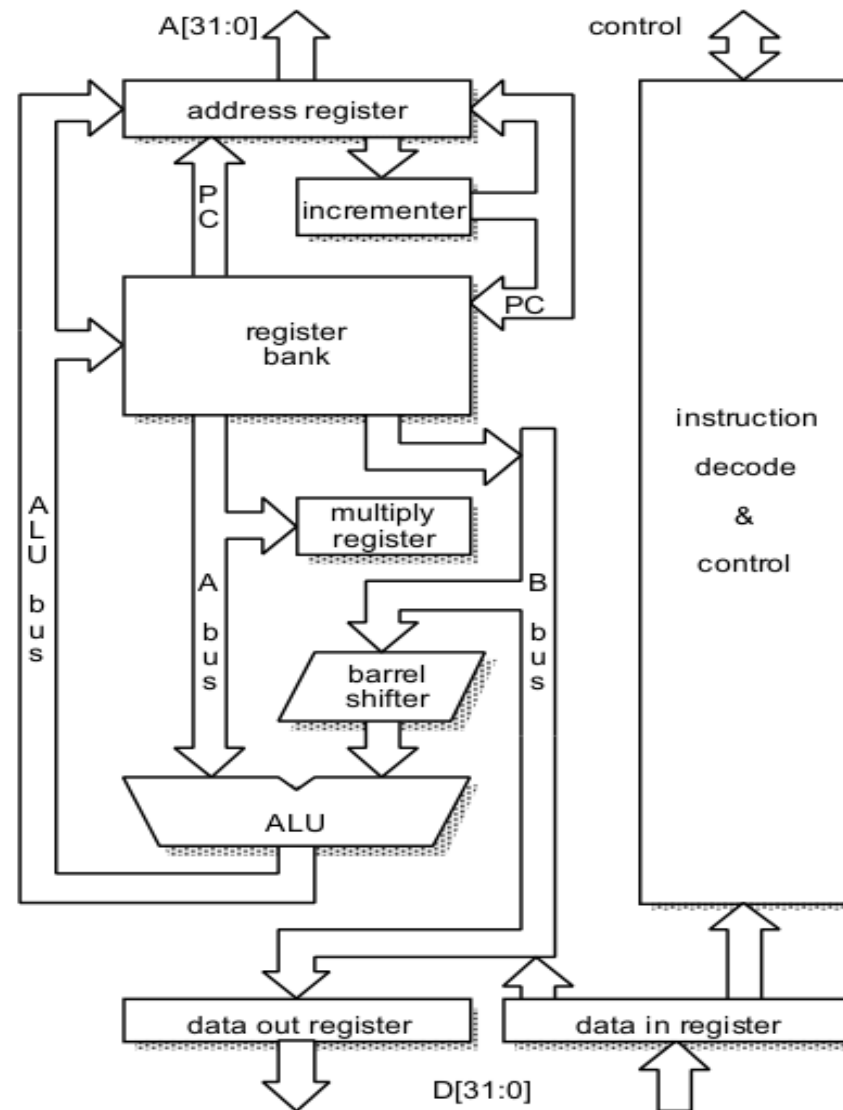 A[31:0]
control
address register
P
C
incrementer
PC
register
bank
instruction
decode
&
control
multiply
register
A
L
U
b
u
s
A
b
u
s
B
b
u
s
barrel
shifter
ALU
data out register
data in register
D[31:0]